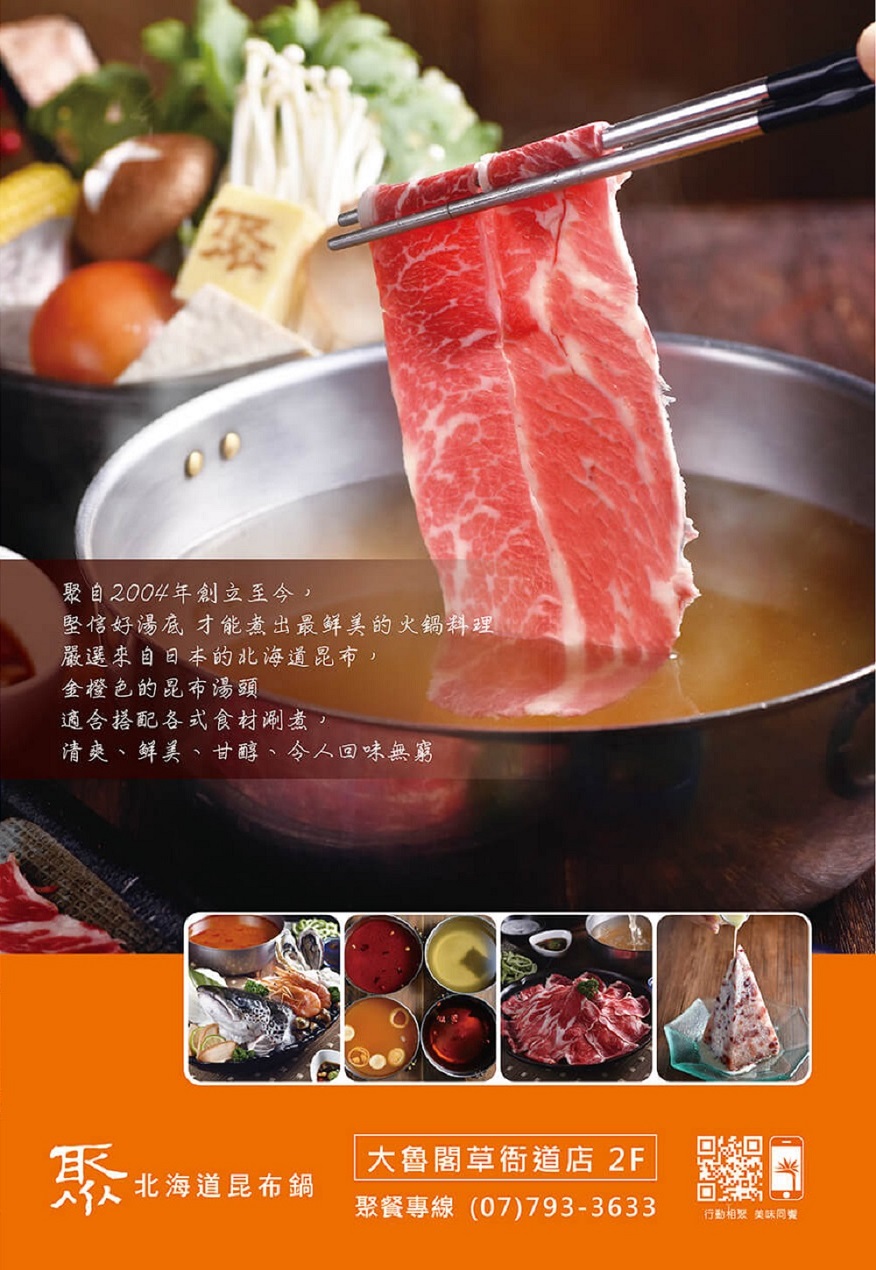 聚
聚自2004年創立至今，
堅信好湯底 才能煮出最鮮美的火鍋料理
嚴選來自日本的北海道昆布，
金橙色的昆布湯頭
適合搭配各式食材涮煮，
清爽、鮮美、甘醇、令人回味無窮
聚 北海道昆布鍋
大魯閣草衙道店 2F
聚餐專線 (07)793-3633
行動相聚 美味同饗